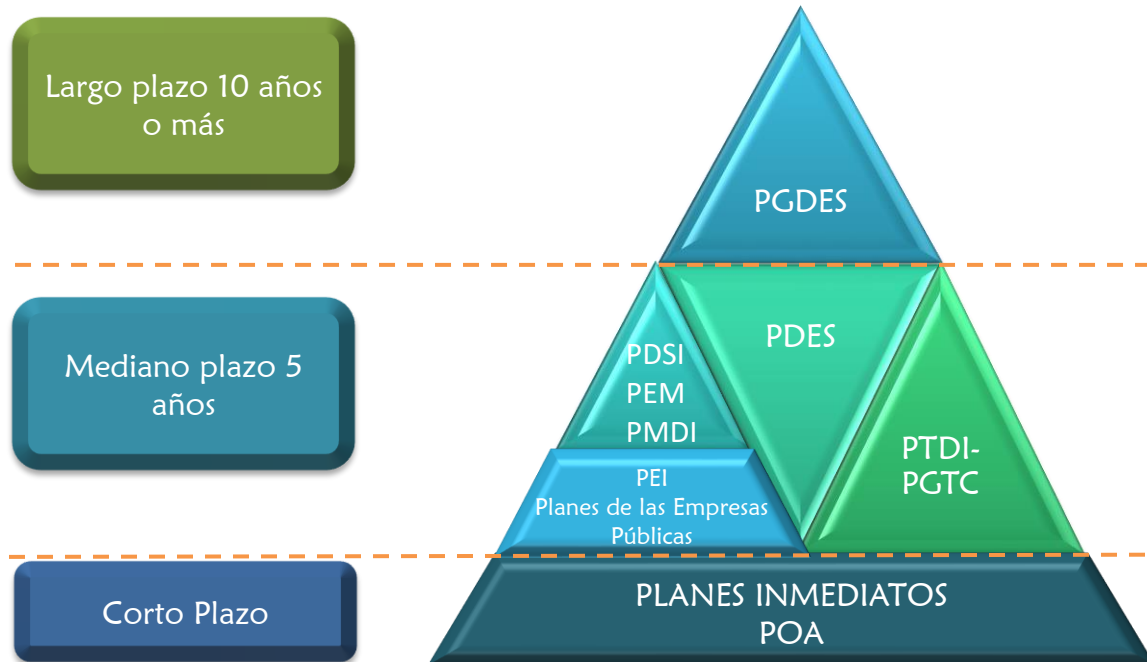 Largo plazo 10 años
o más
PGDES
Mediano plazo 5
años
PDES
PDSI
PEM
PMDI
PTDI-
PGTC
PEI
Planes de las Empresas
Públicas
Corto Plazo
PLANES INMEDIATOS
POA